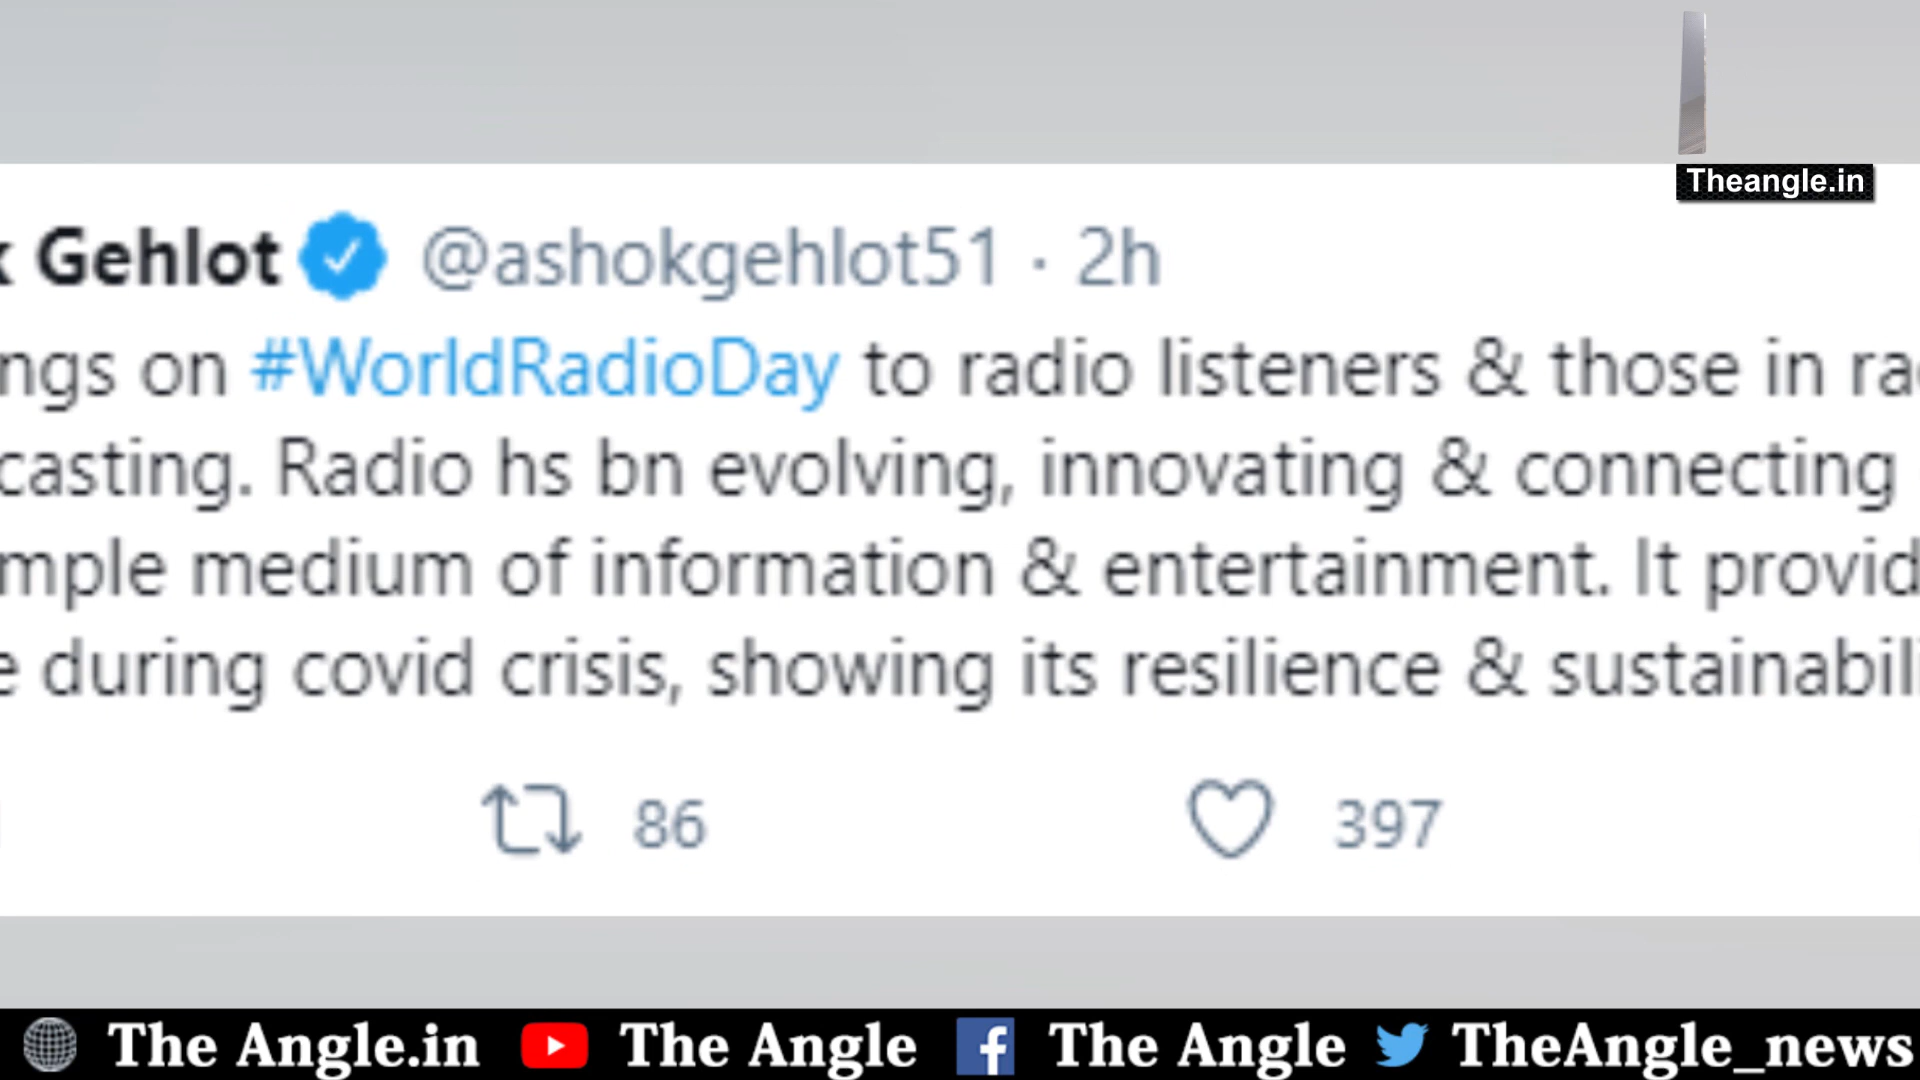 Theangle.in
k Gehlot @ashokgehlot51 · 2h
ngs on #WorldRadioDay to radio listeners & those in ra
casting. Radio hs bn evolving, innovating & connecting
mple medium of information & entertainment. It provid
e during covid crisis, showing its resilience & sustainabili
86 397
The Angle.in The Angle The Angle TheAngle_news